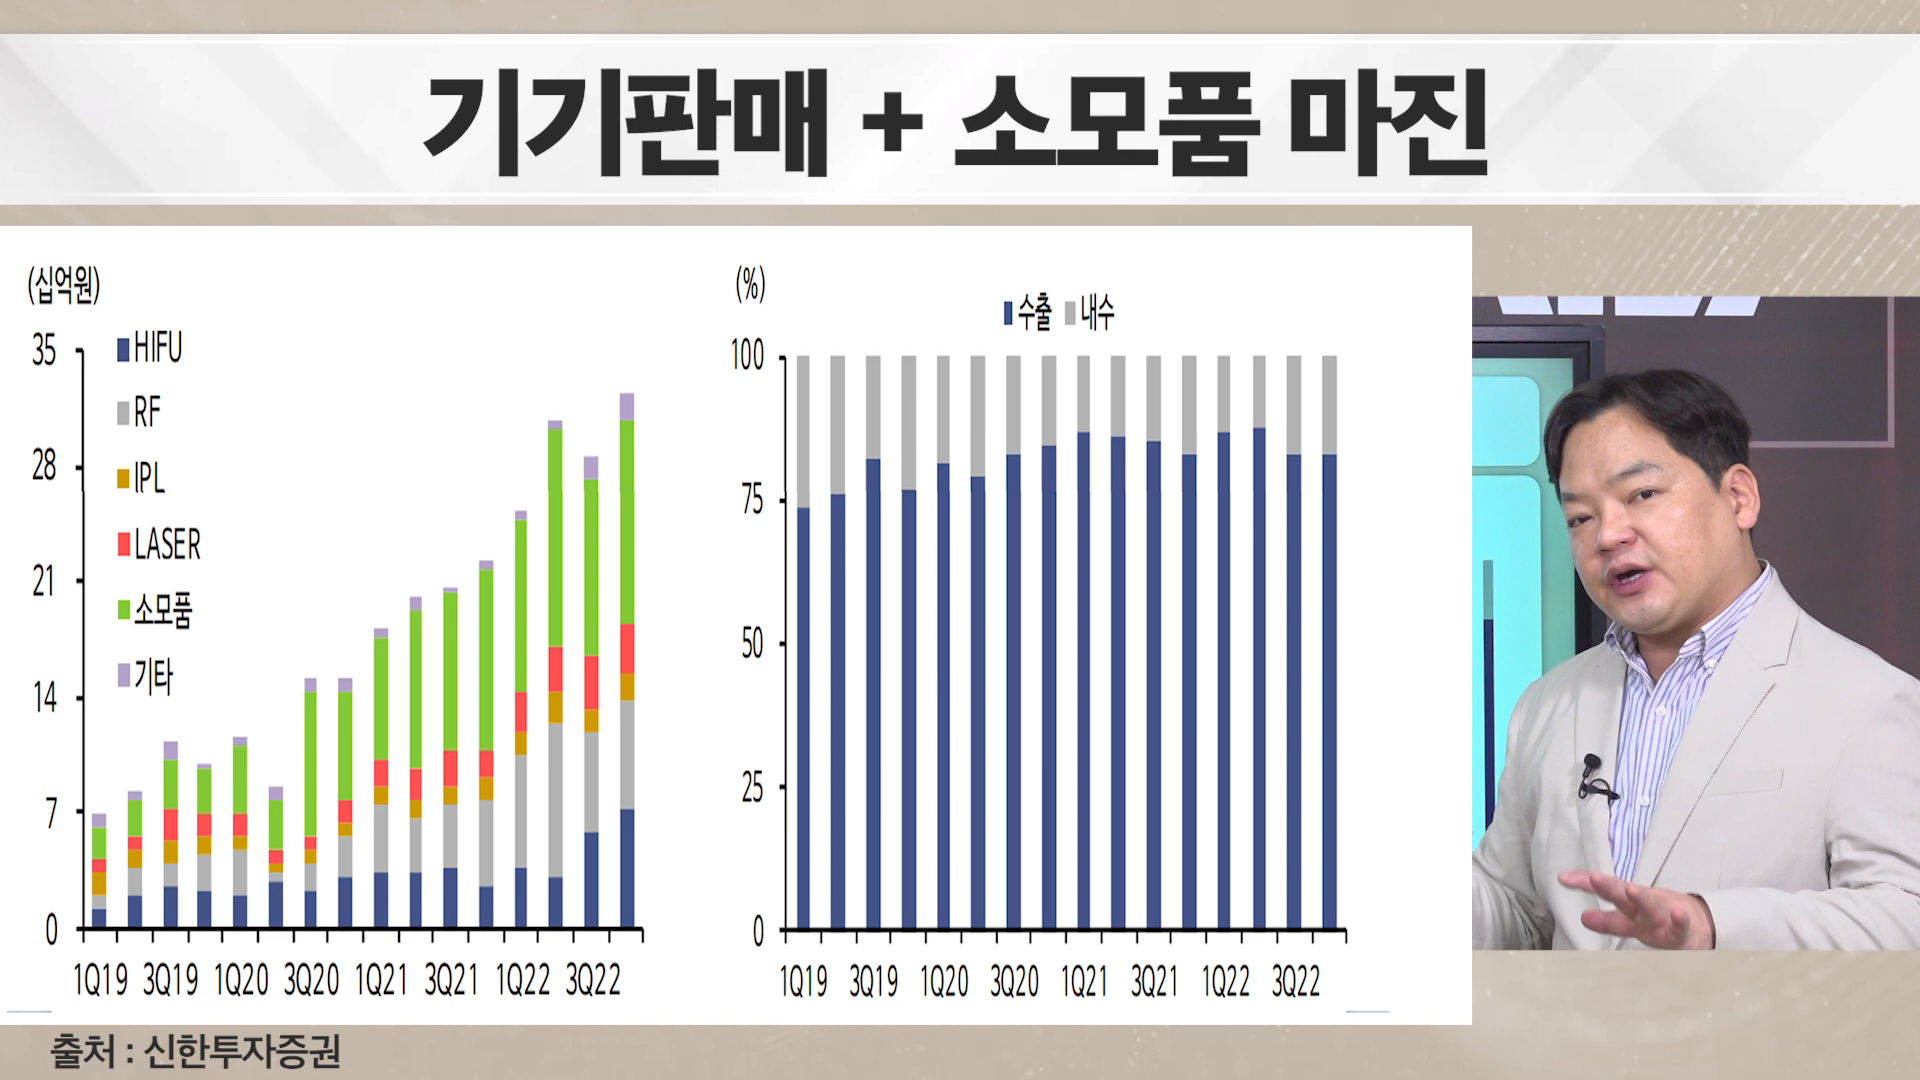 기기판매 + 소모품 마진
(십억원)
35
28
21
14
7
0
HIFU
RF
IPL
LASER
소모품
기타
1Q19 3Q19 1Q20 3Q20 1Q21 3Q21 1Q22 3Q22
(%)
수출 내수
100
75
50
25
0
1Q19 3Q19 1Q20 3Q20 1Q21 3Q21 1Q22 3Q22
출처 : 신한투자증권